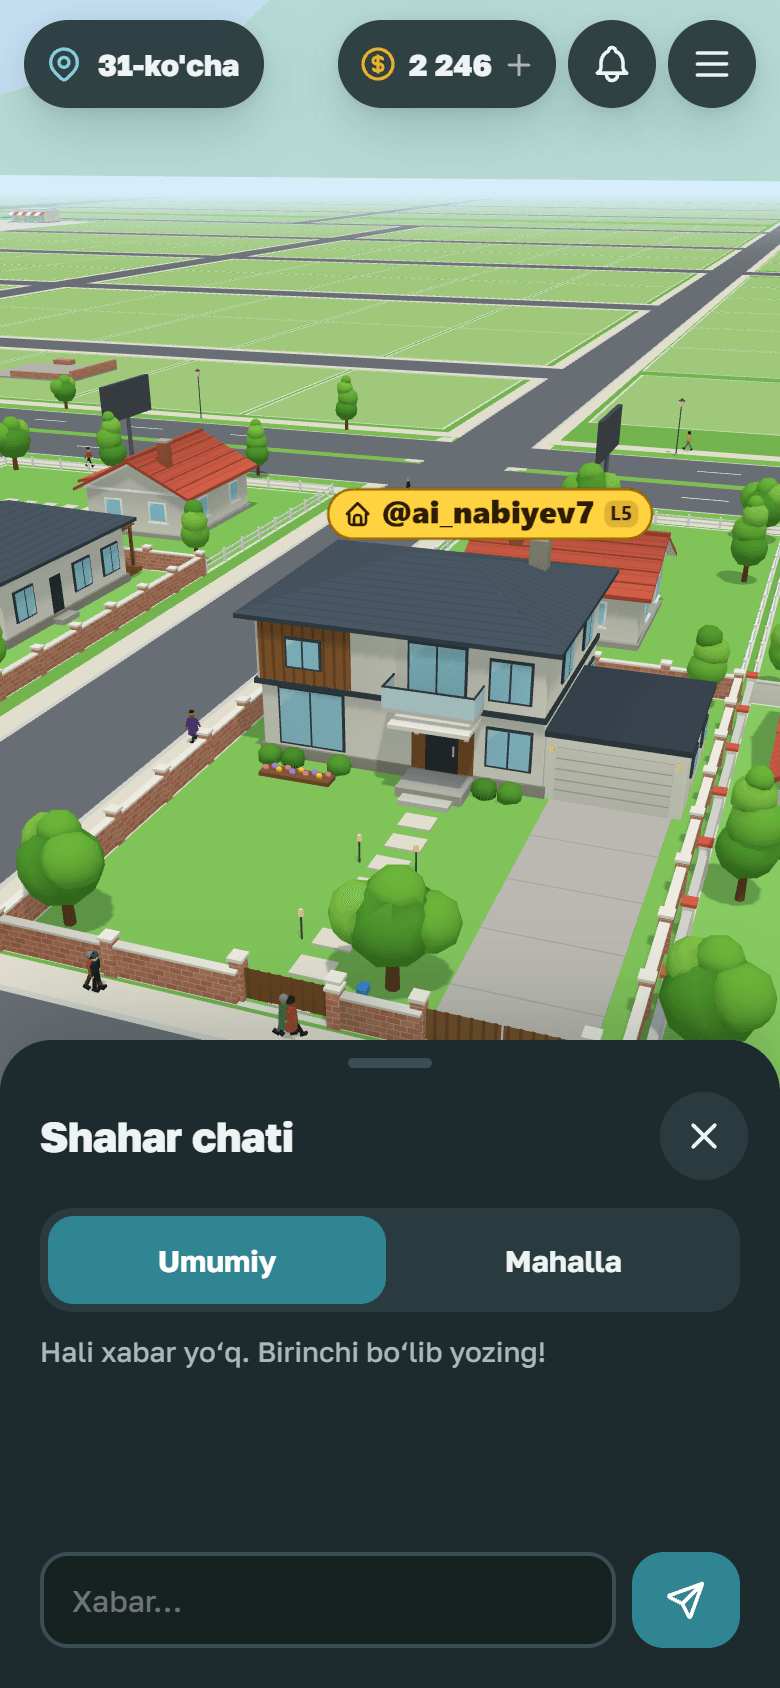 31-ko'cha
2 246
@ai_nabiyev7 L5
Shahar chati
Umumiy
Mahalla
Hali xabar yo‘q. Birinchi bo‘lib yozing!
Xabar...